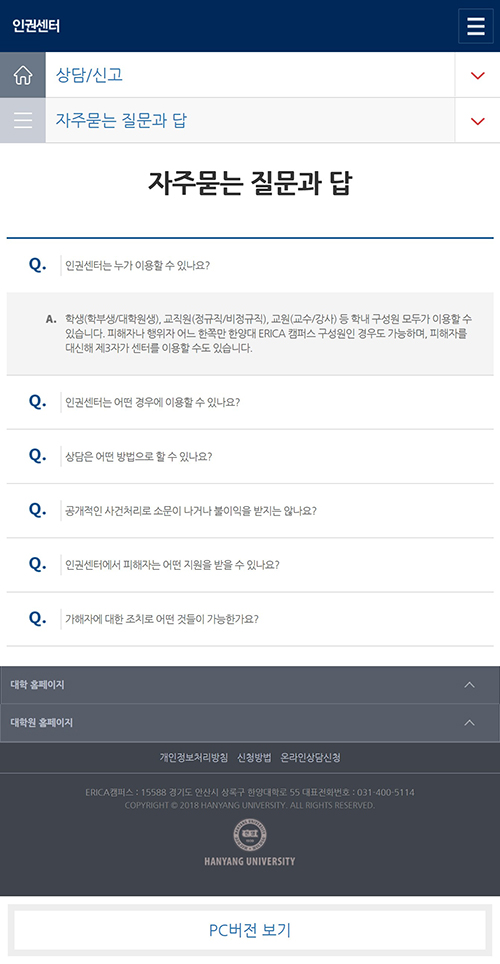 인권센터
상담/신고
자주묻는 질문과 답
자주묻는 질문과 답
Q. 인권센터는 누가 이용할 수 있나요?
A. 학생(학부생/대학원생), 교직원(정규직/비정규직), 교원(교수/강사) 등 학내 구성원 모두가 이용할 수
있습니다. 피해자나 행위자 어느 한쪽만 한양대 ERICA 캠퍼스 구성원인 경우도 가능하며, 피해자를
대신해 제3자가 센터를 이용할 수도 있습니다.
Q. 인권센터는 어떤 경우에 이용할 수 있나요?
Q. 상담은 어떤 방법으로 할 수 있나요?
Q. 공개적인 사건처리로 소문이 나거나 불이익을 받지는 않나요?
Q. 인권센터에서 피해자는 어떤 지원을 받을 수 있나요?
Q. 가해자에 대한 조치로 어떤 것들이 가능한가요?
대학 홈페이지
대학원 홈페이지
개인정보처리방침 신청방법 온라인상담신청
ERICA캠퍼스 : 15588 경기도 안산시 상록구 한양대학로 55 대표전화번호 : 031-400-5114
COPYRIGHT © 2018 HANYANG UNIVERSITY. ALL RIGHTS RESERVED.
HANYANG UNIVERSITY
PC버전 보기